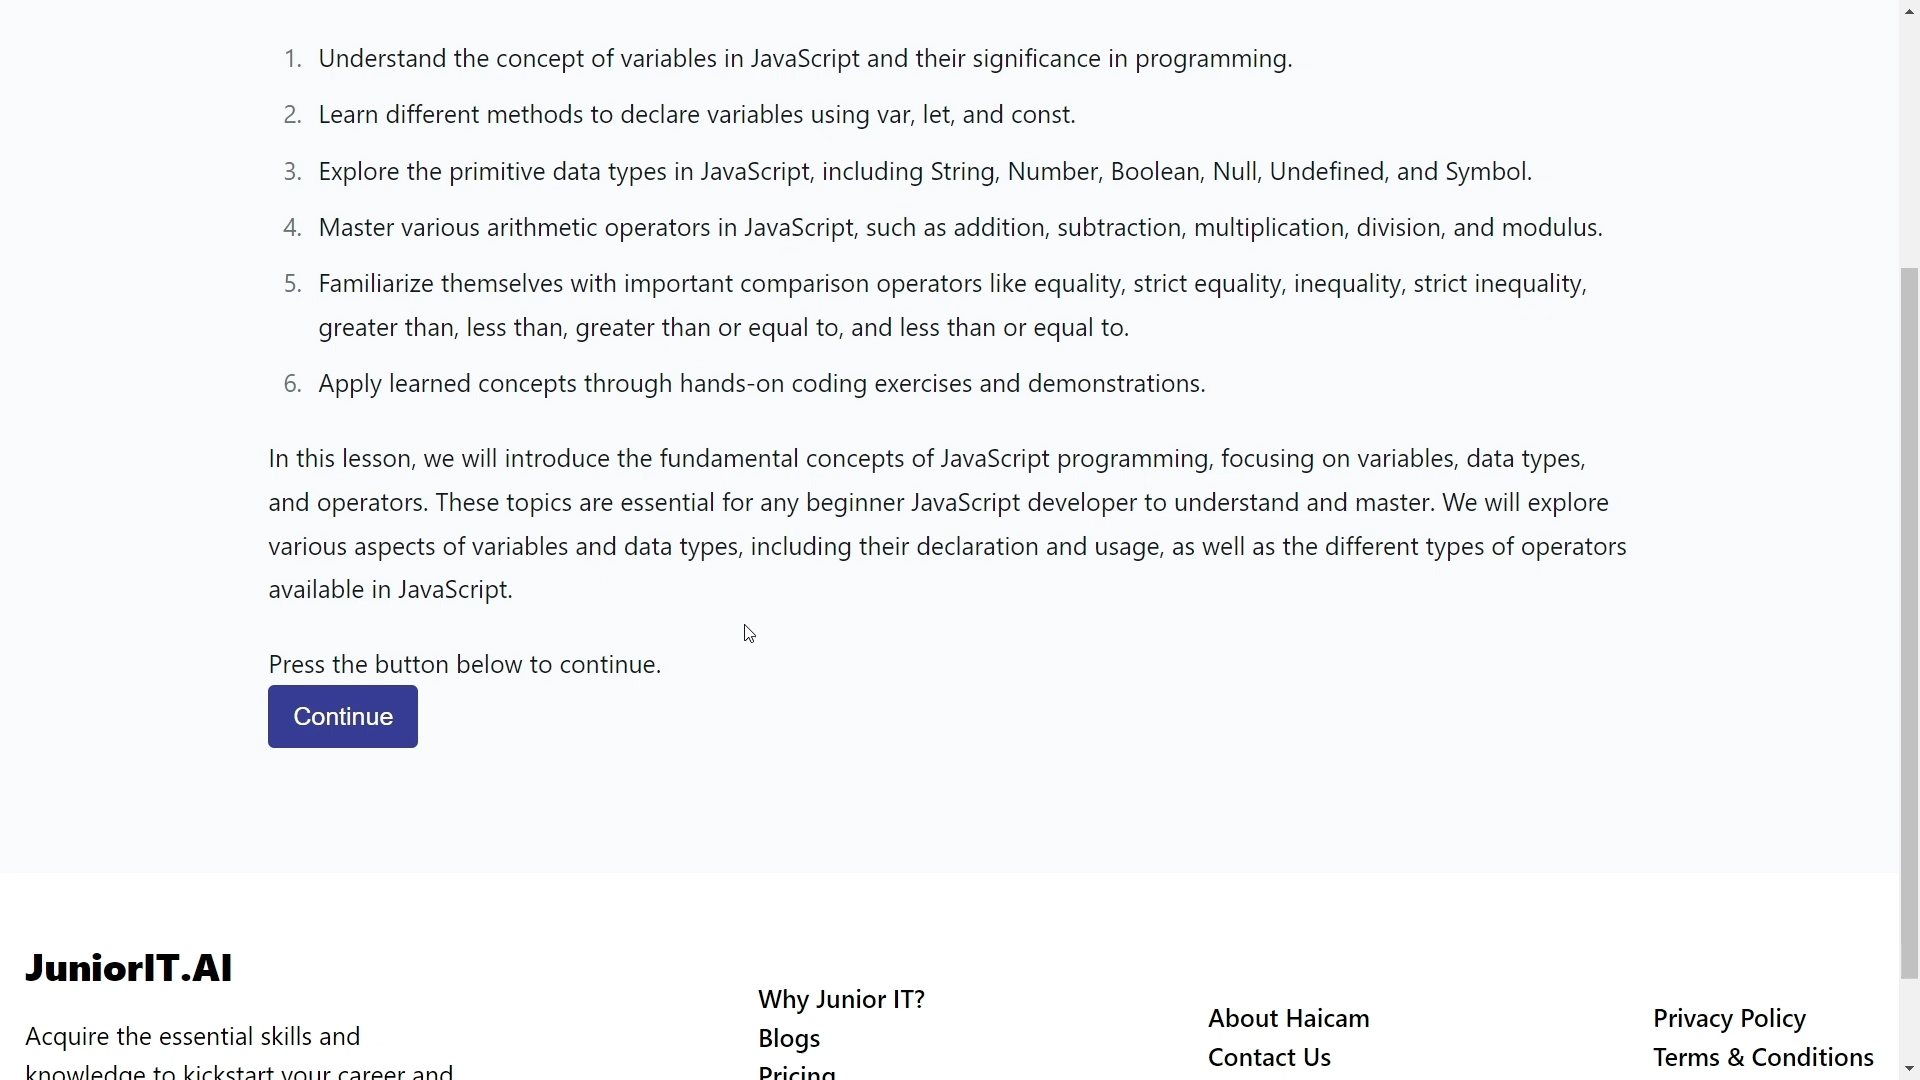 1. Understand the concept of variables in JavaScript and their significance in programming.
2. Learn different methods to declare variables using var, let, and const.
3. Explore the primitive data types in JavaScript, including String, Number, Boolean, Null, Undefined, and Symbol.
4. Master various arithmetic operators in JavaScript, such as addition, subtraction, multiplication, division, and modulus.
5. Familiarize themselves with important comparison operators like equality, strict equality, inequality, strict inequality,
greater than, less than, greater than or equal to, and less than or equal to.
6. Apply learned concepts through hands-on coding exercises and demonstrations.
In this lesson, we will introduce the fundamental concepts of JavaScript programming, focusing on variables, data types,
and operators. These topics are essential for any beginner JavaScript developer to understand and master. We will explore
various aspects of variables and data types, including their declaration and usage, as well as the different types of operators
available in JavaScript.
Press the button below to continue.
Continue
JuniorIT.AI
Acquire the essential skills and
knowledge to kickstart your career and
Why Junior IT?
Blogs
Pricing
About Haicam
Contact Us
Privacy Policy
Terms & Conditions